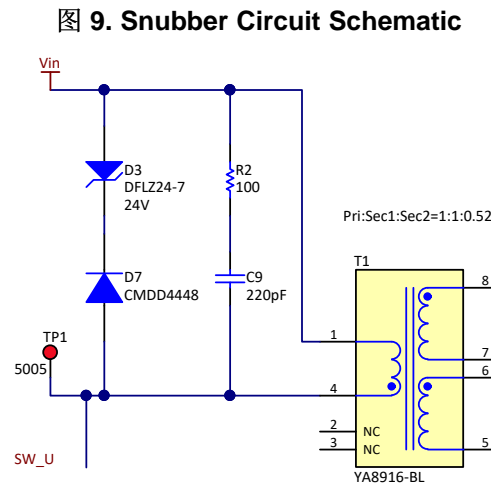 图 9. Snubber Circuit Schematic
Vin
D3
DFLZ24-7
24V
R2
100
Pri:Sec1:Sec2=1:1:0.52
T1
D7
CMDD4448
C9
220pF
8
TP1
5005
1
7
6
4
2
NC
3
NC
5
SW_U
YA8916-BL